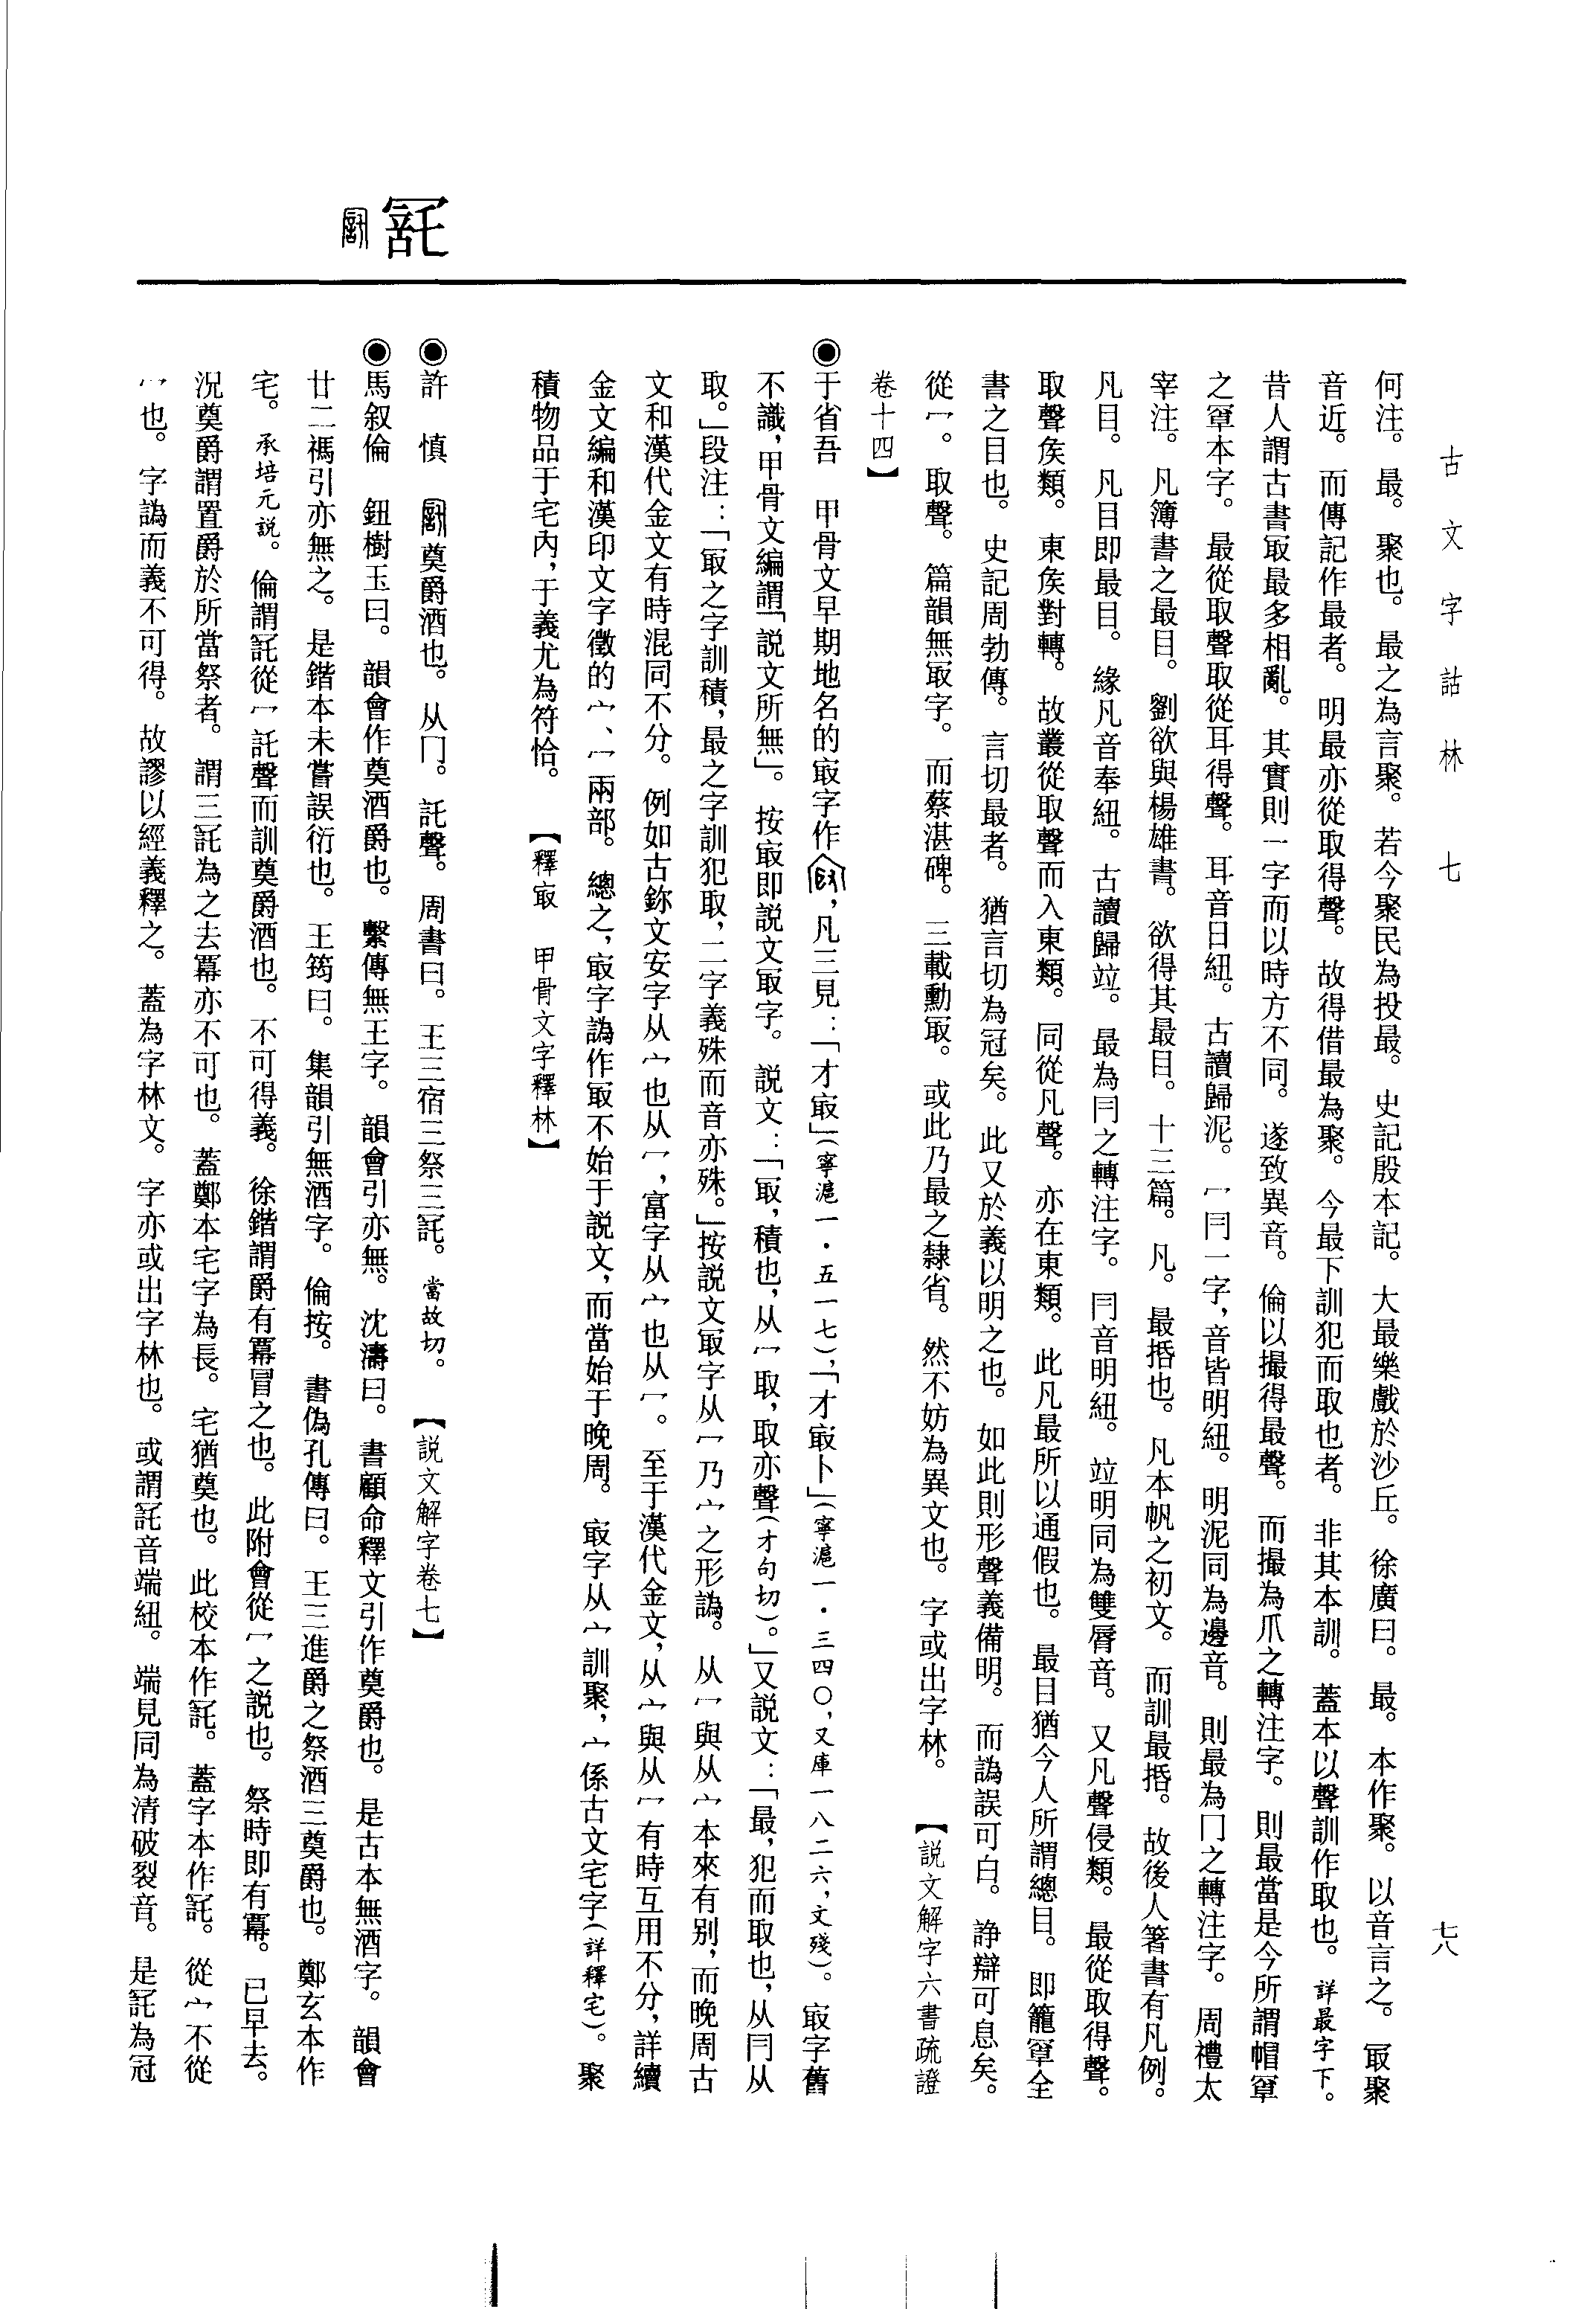 古文字詁林　七
七八
何注。最。聚也。最之為言聚。若今聚民為投最。史記殷本記。大最樂戲於沙丘。徐廣曰。最。本作聚。以音言之。冣聚
音近。而傳記作最者。明最亦從取得聲。故得借最為聚。今最下訓犯而取也者。非其本訓。蓋本以聲訓作取也。詳最字下。
昔人謂古書冣最多相亂。其實則一字而以時方不同。遂致異音。倫以撮得最聲。而撮為爪之轉注字。則最當是今所謂帽罩
之罩本字。最從取聲取從耳得聲。耳音日紐。古讀歸泥。冖冃一字，音皆明紐。明泥同為邊音。則最為冂之轉注字。周禮太
宰注。凡簿書之最目。劉歆與楊雄書。欲得其最目。十三篇。凡。最括也。凡本帆之初文。而訓最括。故後人箸書有凡例。
凡目。凡目即最目。緣凡音奉紐。古讀歸竝。最為冃之轉注字。冃音明紐。竝明同為雙脣音。又凡聲侵類。最從取得聲。
取聲矦類。東矦對轉。故叢從取聲而入東類。同從凡聲。亦在東類。此凡最所以通假也。最目猶今人所謂總目。即籠罩全
書之目也。史記周勃傳。言切最者。猶言切為冠矣。此又於義以明之也。如此則形聲義備明。而譌誤可白。諍辯可息矣。
從冖。取聲。篇韻無冣字。而蔡湛碑。三載勳冣。或此乃最之隸省。然不妨為異文也。字或出字林。【説文解字六書疏證
卷十四】
◉于省吾　甲骨文早期地名的㝡字作，凡三見：「才㝡」（寧滬一·五一七），「才㝡卜」（寧滬一·三四〇，又庫一八二六，文殘）。㝡字舊
不識，甲骨文編謂「説文所無」。按㝡即説文冣字。説文：「冣，積也，从冖取，取亦聲（才句切）。」又説文：「最，犯而取也，从冃从
取。」段注：「冣之字訓積，最之字訓犯取，二字義殊而音亦殊。」按説文冣字从冖乃宀之形譌。从冖與从宀本來有別，而晚周古
文和漢代金文有時混同不分。例如古鉨文安字从宀也从冖，富字从宀也从冖。至于漢代金文，从宀與从冖有時互用不分，詳續
金文編和漢印文字徵的宀、冖兩部。總之，㝡字譌作冣不始于説文，而當始于晚周。㝡字从宀訓聚，宀係古文宅字（詳釋宅）。聚
積物品于宅內，于義尤為符恰。【釋㝡　甲骨文字釋林】
𠖕
◉許　慎　奠爵酒也。从冂。託聲。周書曰。王三宿三祭三𠖕。當故切。【説文解字卷七】
◉馬叙倫　鈕樹玉曰。韻會作奠酒爵也。繫傳無王字。韻會引亦無。沈濤曰。書顧命釋文引作奠爵也。是古本無酒字。韻會
廿二禡引亦無之。是鍇本未嘗誤衍也。王筠曰。集韻引無酒字。倫按。書偽孔傳曰。王三進爵之祭酒三奠爵也。鄭玄本作
宅。承培元説。倫謂𠖕從冖託聲而訓奠爵酒也。不可得義。徐鍇謂爵有冪冒之也。此附會從冖之説也。祭時即有冪。已早去。
況奠爵謂置爵於所當祭者。謂三𠖕為之去冪亦不可也。蓋鄭本宅字為長。宅猶奠也。此校本作𠖕。蓋字本作𠖕。從宀不從
冖也。字譌而義不可得。故謬以經義釋之。蓋為字林文。字亦或出字林也。或謂𠖕音端紐。端見同為清破裂音。是𠖕為冠